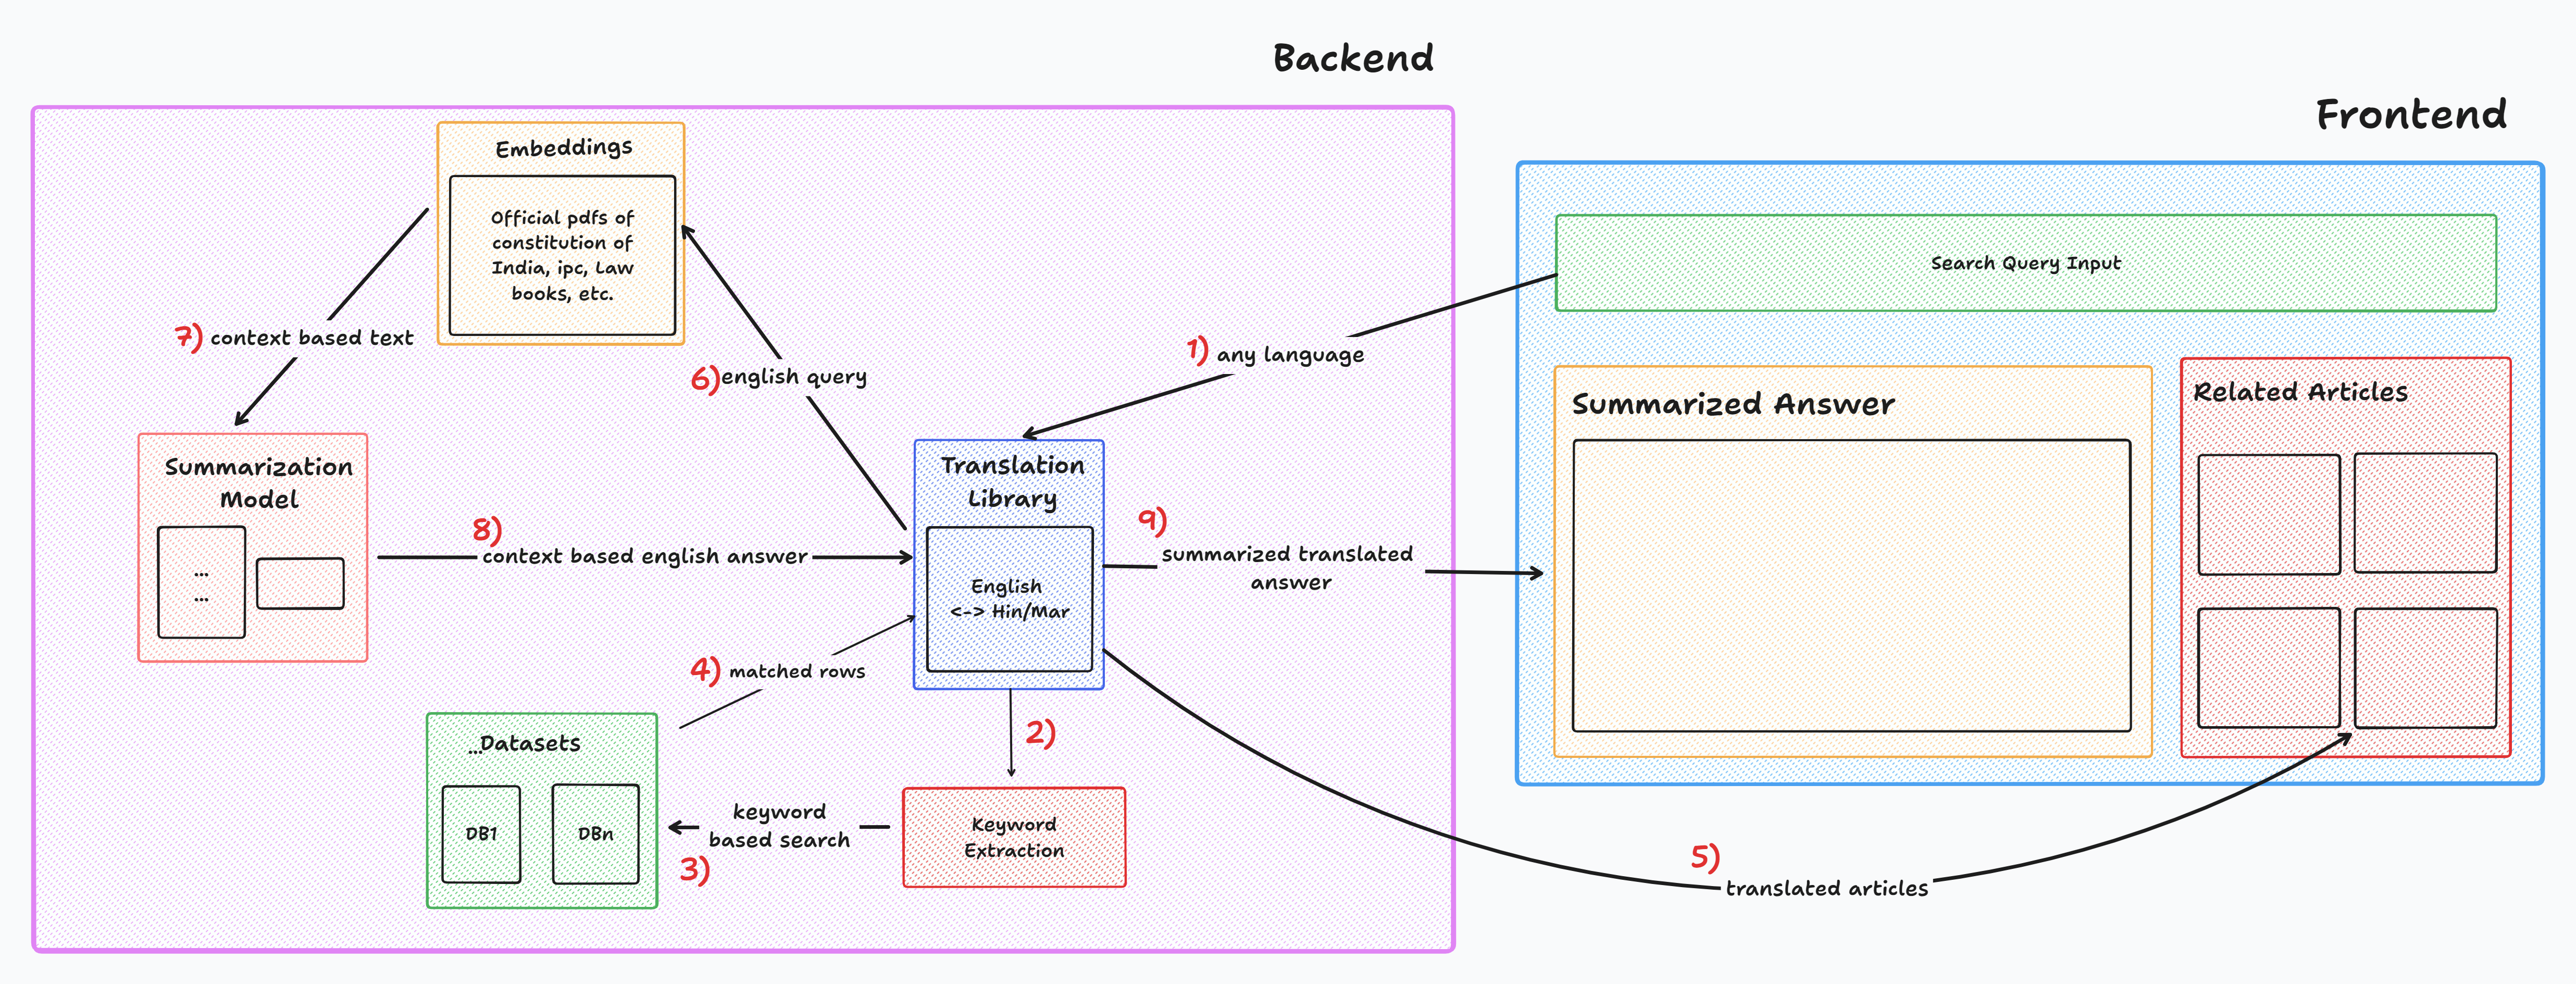 Backend
Frontend
Embeddings
Official pdfs of
constitution of
India, ipc, Law
books, etc.
7) context based text
6) english query
1) any language
Search Query Input
Summarized Answer
Related Articles
Summarization
Model
...
...
8) context based english answer
Translation
Library
English
<-> Hin/Mar
9) summarized translated
answer
4) matched rows
2)
...Datasets
DB1
DBn
keyword
based search
3)
Keyword
Extraction
5) translated articles